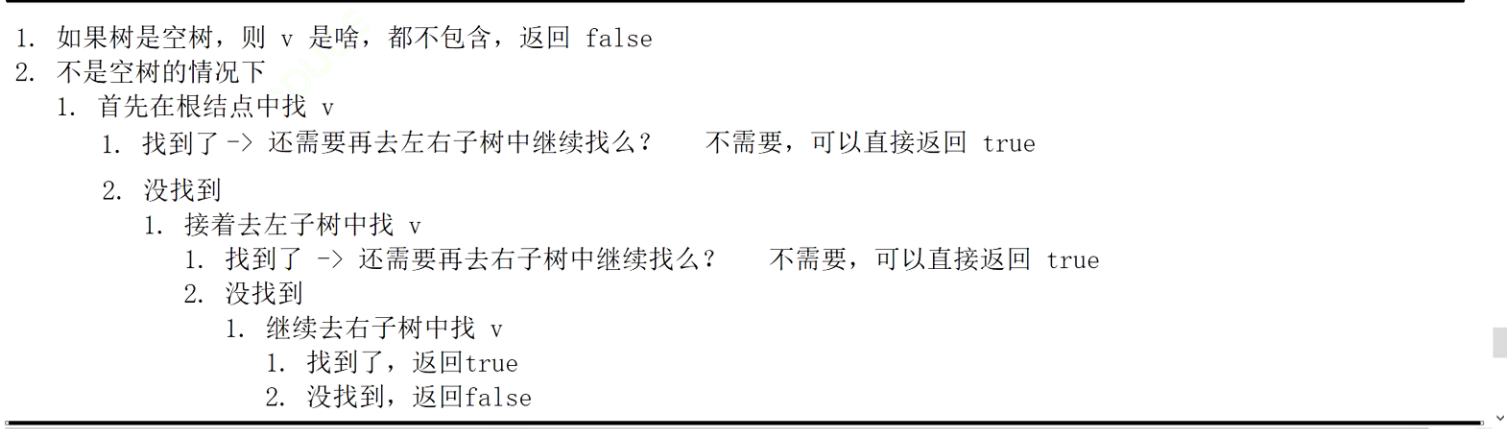 1. 如果树是空树，则 v 是啥，都不包含，返回 false
2. 不是空树的情况下
1. 首先在根结点中找 v
1. 找到了 -> 还需要再去左右子树中继续找么？ 不需要，可以直接返回 true
2. 没找到
1. 接着去左子树中找 v
1. 找到了 -> 还需要再去右子树中继续找么？ 不需要，可以直接返回 true
2. 没找到
1. 继续去右子树中找 v
1. 找到了，返回true
2. 没找到，返回false